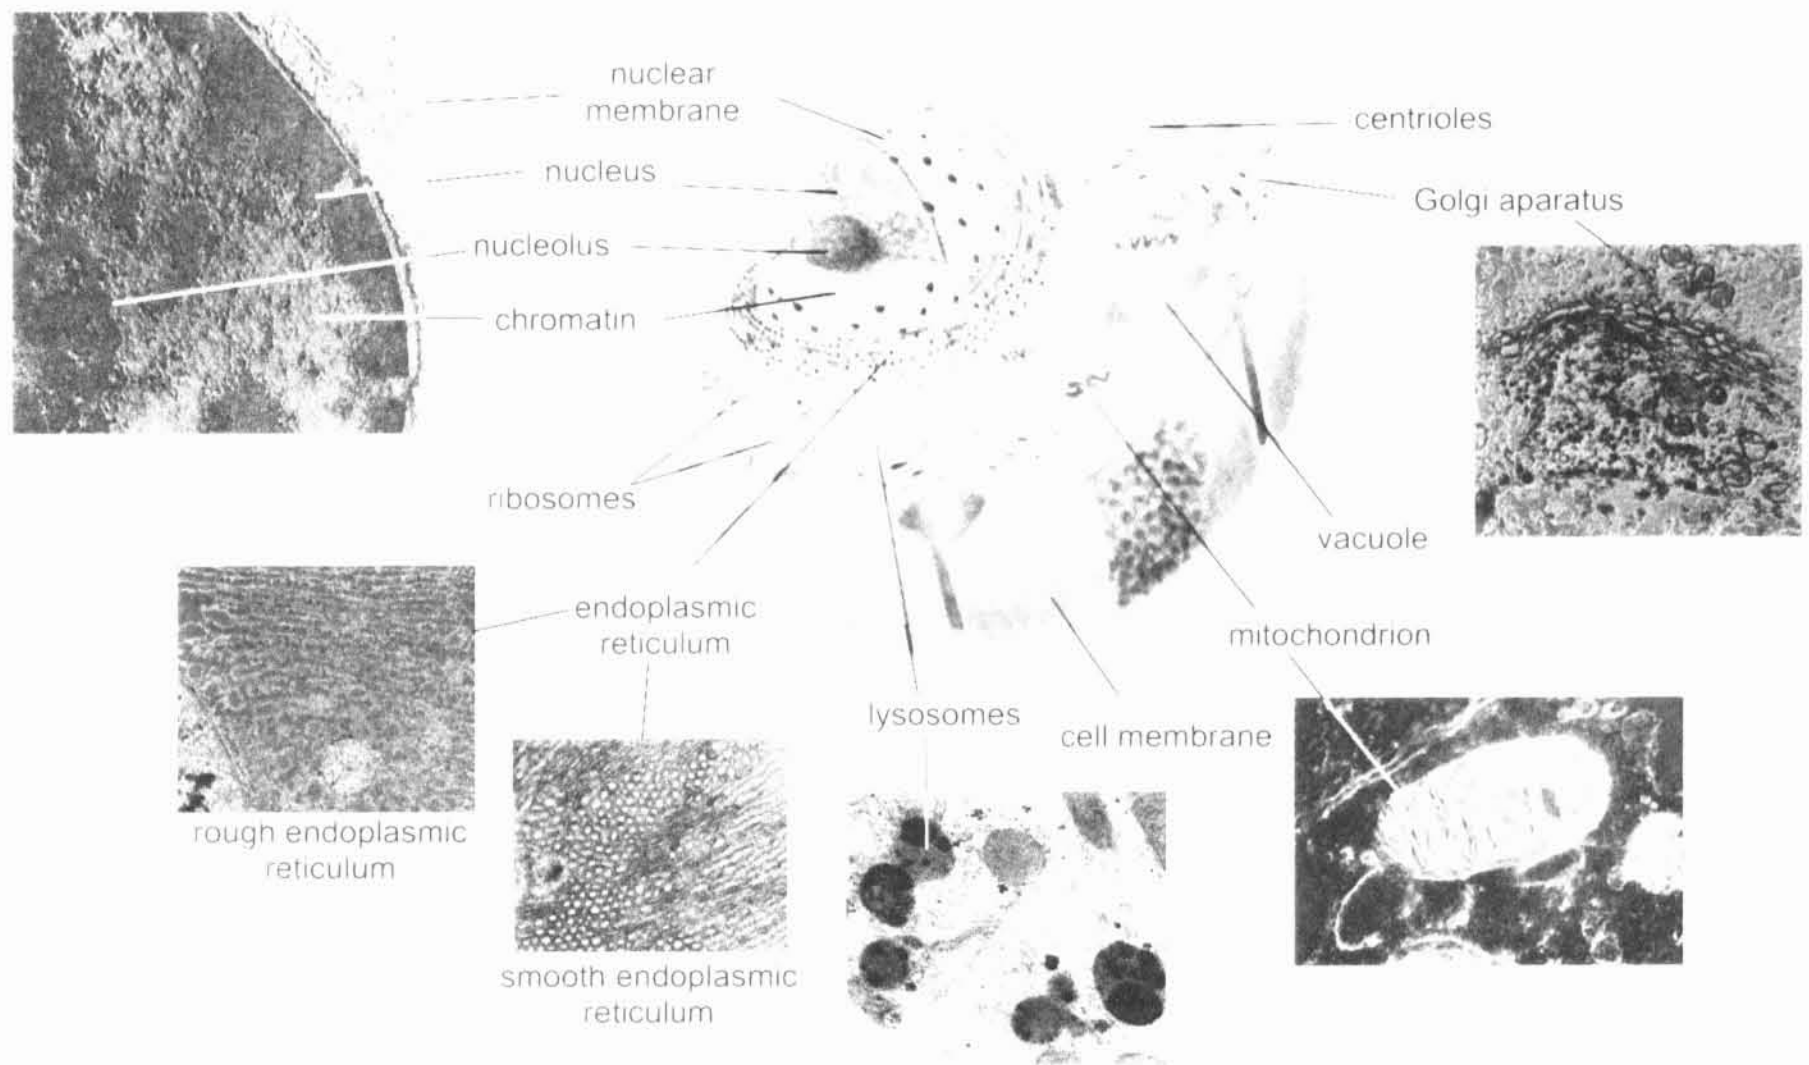 nuclear
membrane
centrioles
nucleus
Golgi aparatus
nucleolus
chromatin
ribosomes
vacuole
endoplasmic
reticulum
mitochondrion
lysosomes
cell membrane
rough endoplasmic
reticulum
smooth endoplasmic
reticulum